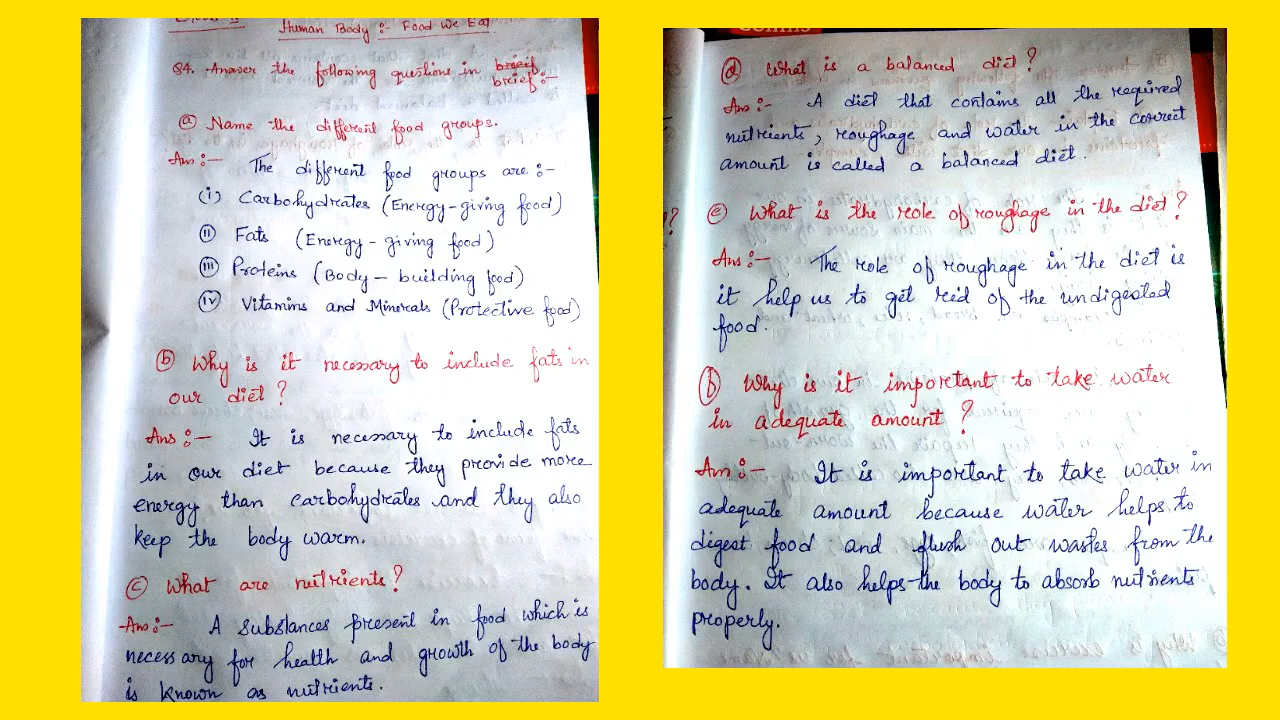 Human Body :- Food We Eat
Q4. Answer the following questions in breief
brief :-
(a) Name the different food groups.
Ans :- The different food groups are :-
(i) Carbohydrates (Energy-giving food)
(ii) Fats (Energy-giving food)
(iii) Proteins (Body-building food)
(iv) Vitamins and Minerals (Protective food)
(b) Why is it necessary to include fats in
our diet?
Ans :- It is necessary to include fats
in our diet because they provide more
energy than carbohydrates and they also
keep the body warm.
(c) What are nutrients?
Ans :- A substances present in food which is
necessary for health and growth of the body
is known as nutrients.
(d) What is a balanced diet?
Ans :- A diet that contains all the required
nutrients, roughage and water in the correct
amount is called a balanced diet.
(e) What is the role of roughage in the diet?
Ans :- The role of roughage in the diet is
it help us to get reid of the undigested
food.
(f) Why is it important to take water
in adequate amount?
Ans :- It is important to take water in
adequate amount because water helps to
digest food and flush out wastes from the
body. It also helps the body to absorb nutrients
properly.